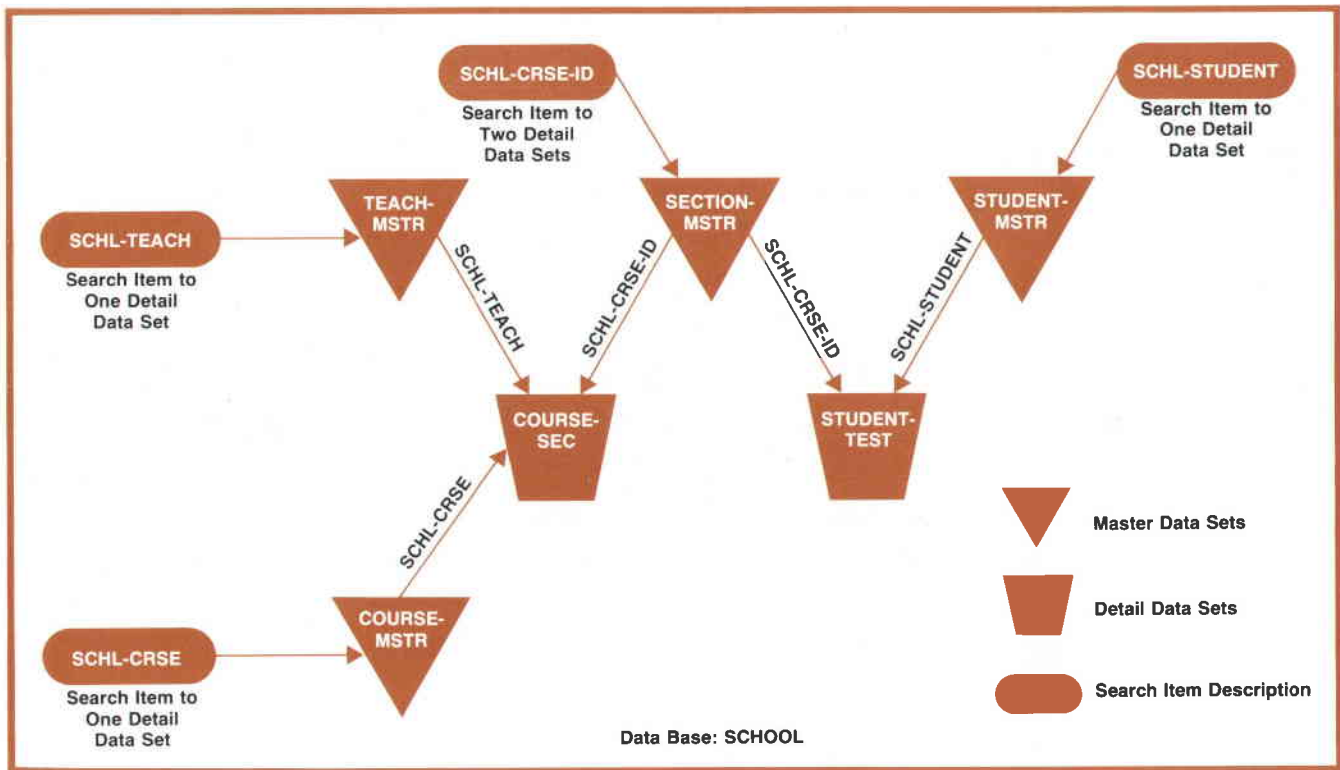 SCHL-CRSE-ID
Search Item to
Two Detail
Data Sets
SCHL-STUDENT
Search Item to
One Detail
Data Set
TEACH-
MSTR
SECTION-
MSTR
STUDENT-
MSTR
SCHL-TEACH
Search Item to
One Detail
Data Set
SCHL-TEACH
SCHL-CRSE-ID
SCHL-CRSE-ID
SCHL-STUDENT
COURSE-
SEC
STUDENT-
TEST
SCHL-CRSE
Master Data Sets
Detail Data Sets
COURSE-
MSTR
SCHL-CRSE
Search Item to
One Detail
Data Set
Search Item Description
Data Base: SCHOOL